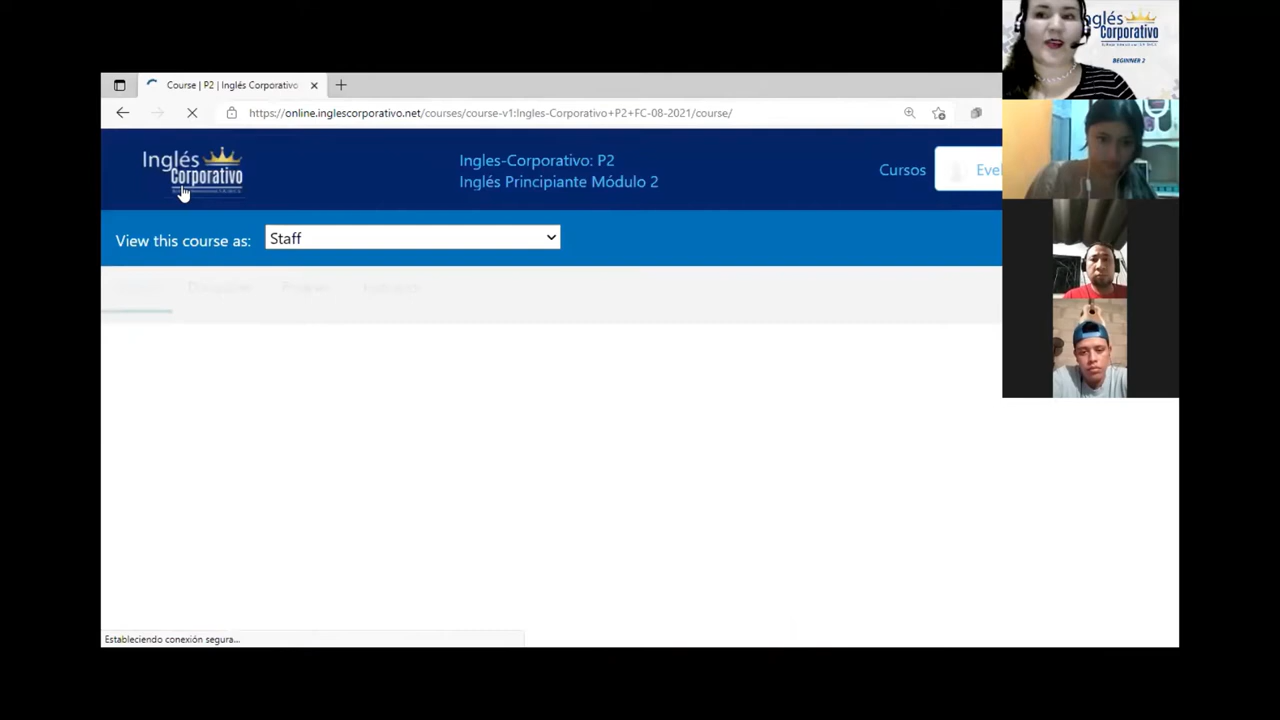 Course | P2 | Inglés Corporativo
https://online.inglescorporativo.net/courses/course-v1:Ingles-Corporativo+P2+FC-08-2021/course/
Inglés
Corporativo
Ingles-Corporativo: P2
Inglés Principiante Módulo 2
Cursos
Eve
View this course as:
Staff
Estableciendo conexión segura...
nglés
Corporativo
BEGINNER 2